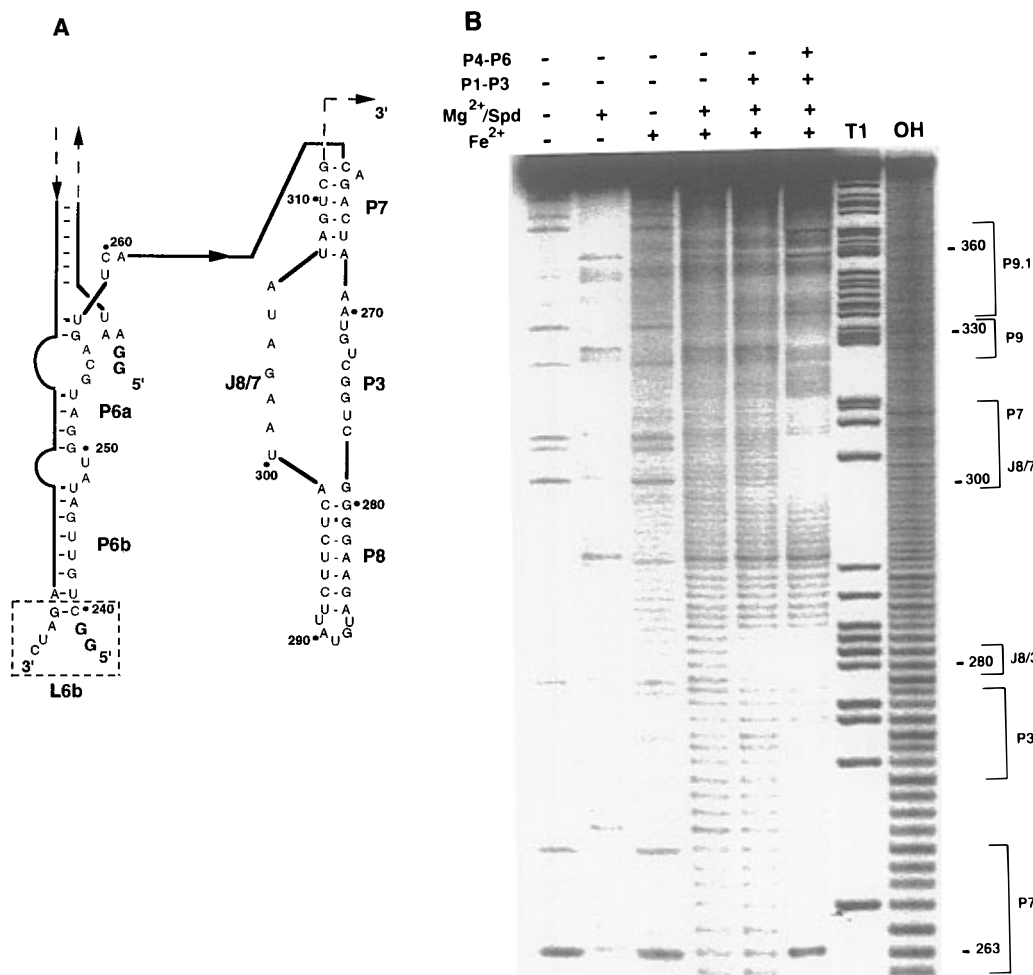 A
B
P4-P6 - - - - - +
P1-P3 - - - - + +
Mg2+/Spd - + - + + +
Fe2+ - - + + + +
T1 OH
3'
G C
C G A
310 U A
G C
A U
U A
P7
260
C A
U
A
A 270
A U G U C G G U C
P3
A U A G A A U
J8/7
300
U G
A
A
U
A
G
G
5'
C
A
G
U
A
G
G
P6a
250
U
A
A
U
G
U
U
G
U
P6b
A
G C 240
A G
U G
C 5'
3'
L6b
A
C
U
C
U
U
C
U
U
290 A
U
G
G 280
G
G
A
A
G
A
U
G
P8
- 360
P9.1
- 330
P9
P7
J8/7
- 300
- 280
J8/3
P3
P7
- 263